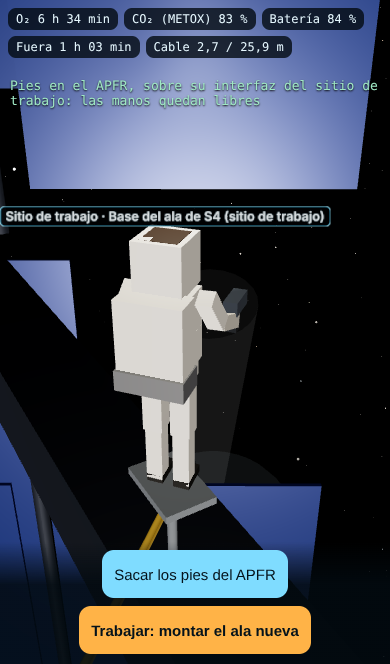 O₂ 6 h 34 min
CO₂ (METOX) 83 %
Batería 84 %
Fuera 1 h 03 min
Cable 2,7 / 25,9 m
Pies en el APFR, sobre su interfaz del sitio de
trabajo: las manos quedan libres
Sitio de trabajo · Base del ala de S4 (sitio de trabajo)
Sacar los pies del APFR
Trabajar: montar el ala nueva